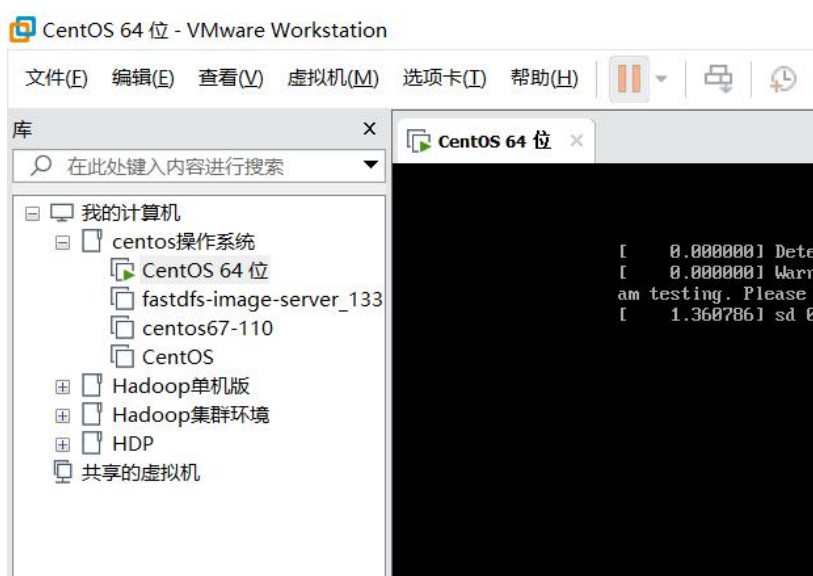 CentOS 64 位 - VMware Workstation
文件(F) 编辑(E) 查看(V) 虚拟机(M) 选项卡(T) 帮助(H)
库
在此处键入内容进行搜索
我的计算机
centos操作系统
CentOS 64 位
fastdfs-image-server_133
centos67-110
CentOS
Hadoop单机版
Hadoop集群环境
HDP
共享的虚拟机
CentOS 64 位
[ 0.000000] Dete
[ 0.000000] Warn
am testing. Please
[ 1.360786] sd 0